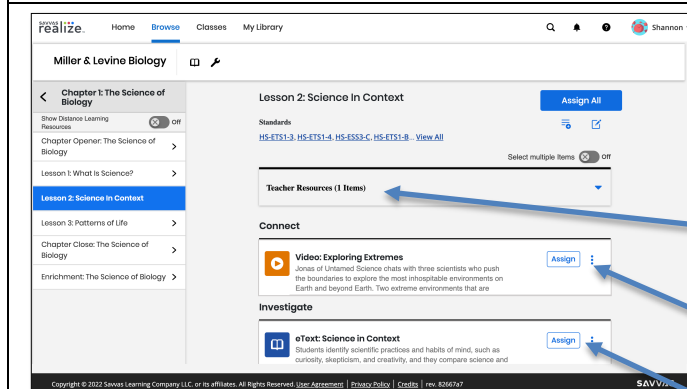 savvas realize. Home Browse Classes My Library Shannon
Miller & Levine Biology
Chapter 1: The Science of
Biology
Show Distance Learning
Resources
Off
Chapter Opener: The Science of
Biology
Lesson 1: What Is Science?
Lesson 2: Science In Context
Lesson 3: Patterns of Life
Chapter Close: The Science of
Biology
Enrichment: The Science of Biology
Lesson 2: Science In Context
Assign All
Standards
HS-ETS1-3, HS-ETS1-4, HS-ESS3-C, HS-ETS1-B... View All
Select multiple Items Off
Teacher Resources (1 Items)
Connect
Video: Exploring Extremes
Jonas of Untamed Science chats with three scientists who push
the boundaries to explore the most inhospitable environments on
Earth and beyond Earth. Two extreme environments that are
Assign
Investigate
eText: Science in Context
Students identify scientific practices and habits of mind, such as
curiosity, skepticism, and creativity, and they compare science and
Assign
Copyright © 2022 Savvas Learning Company LLC. or its affiliates. All Rights Reserved. User Agreement | Privacy Policy | Credits | rev. 82667a7
SAVVAS